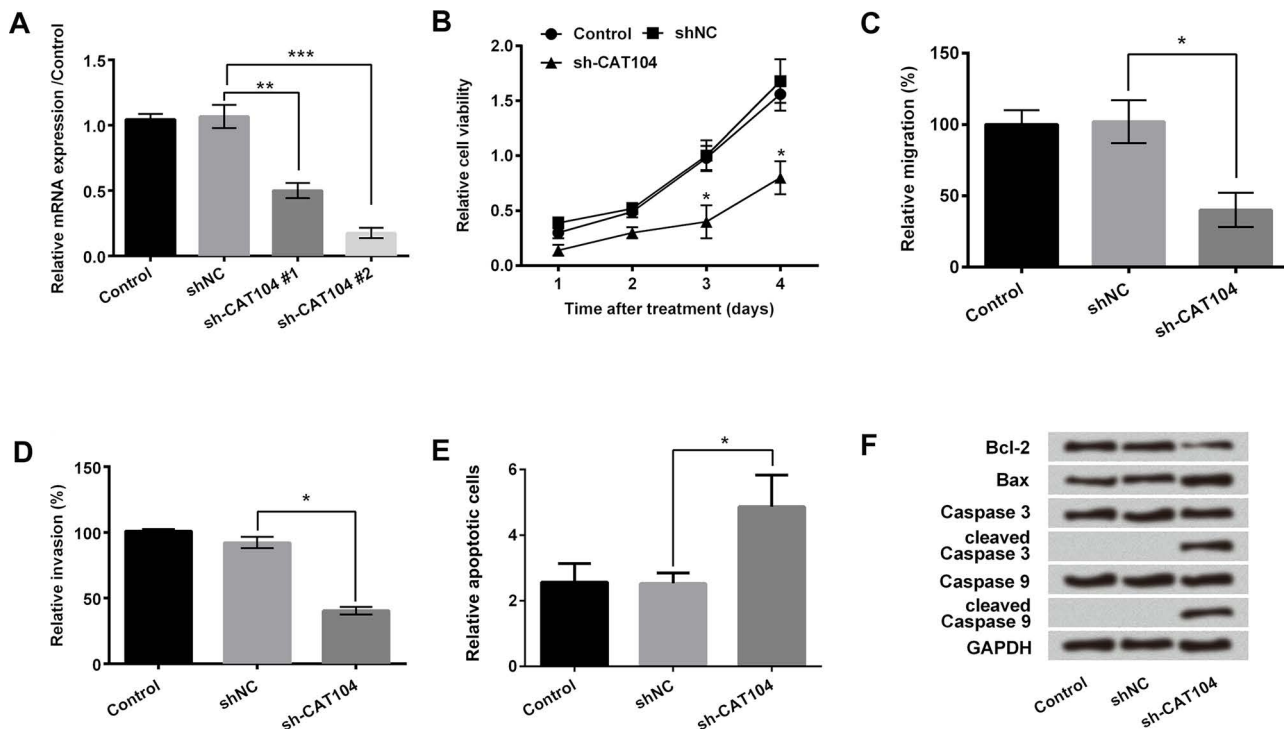 A
Relative mRNA expression /Control
1.5
1.0
0.5
0.0
***
**
Control
shNC
sh-CAT104 #1
sh-CAT104 #2
B
Control
shNC
sh-CAT104
Relative cell viability
2.0
1.5
1.0
0.5
0.0
*
*
1 2 3 4
Time after treatment (days)
C
Relative migration (%)
150
100
50
0
*
Control
shNC
sh-CAT104
D
Relative invasion (%)
150
100
50
0
*
Control
shNC
sh-CAT104
E
Relative apoptotic cells
6
4
2
0
*
Control
shNC
sh-CAT104
F
Bcl-2
Bax
Caspase 3
cleaved
Caspase 3
Caspase 9
cleaved
Caspase 9
GAPDH
Control
shNC
sh-CAT104